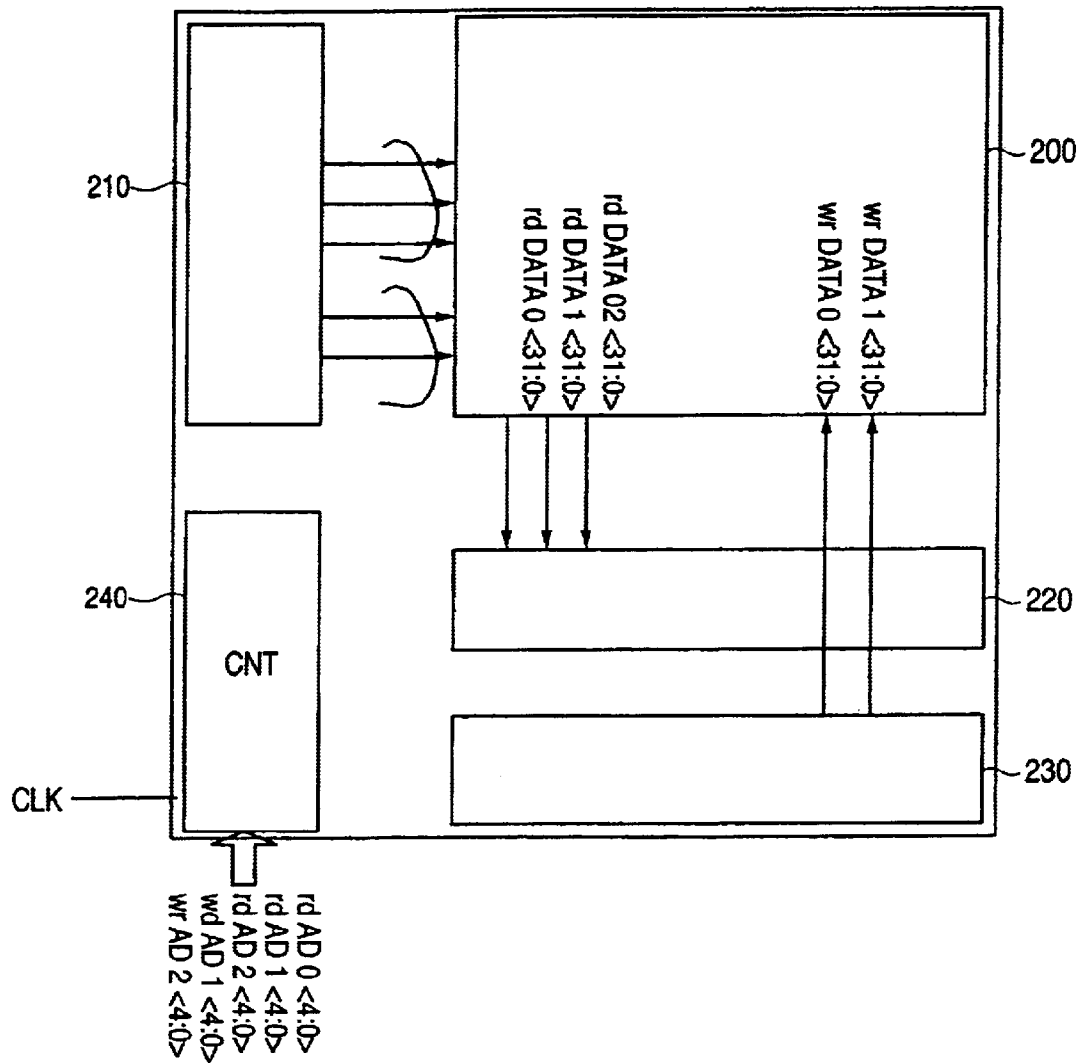 200
210
rd DATA 02 <31:0>
rd DATA 1 <31:0>
rd DATA 0 <31:0>
wr DATA 1 <31:0>
wr DATA 0 <31:0>
240
CNT
220
230
CLK
rd AD 0 <4:0>
rd AD 1 <4:0>
rd AD 2 <4:0>
wd AD 1 <4:0>
wr AD 2 <4:0>